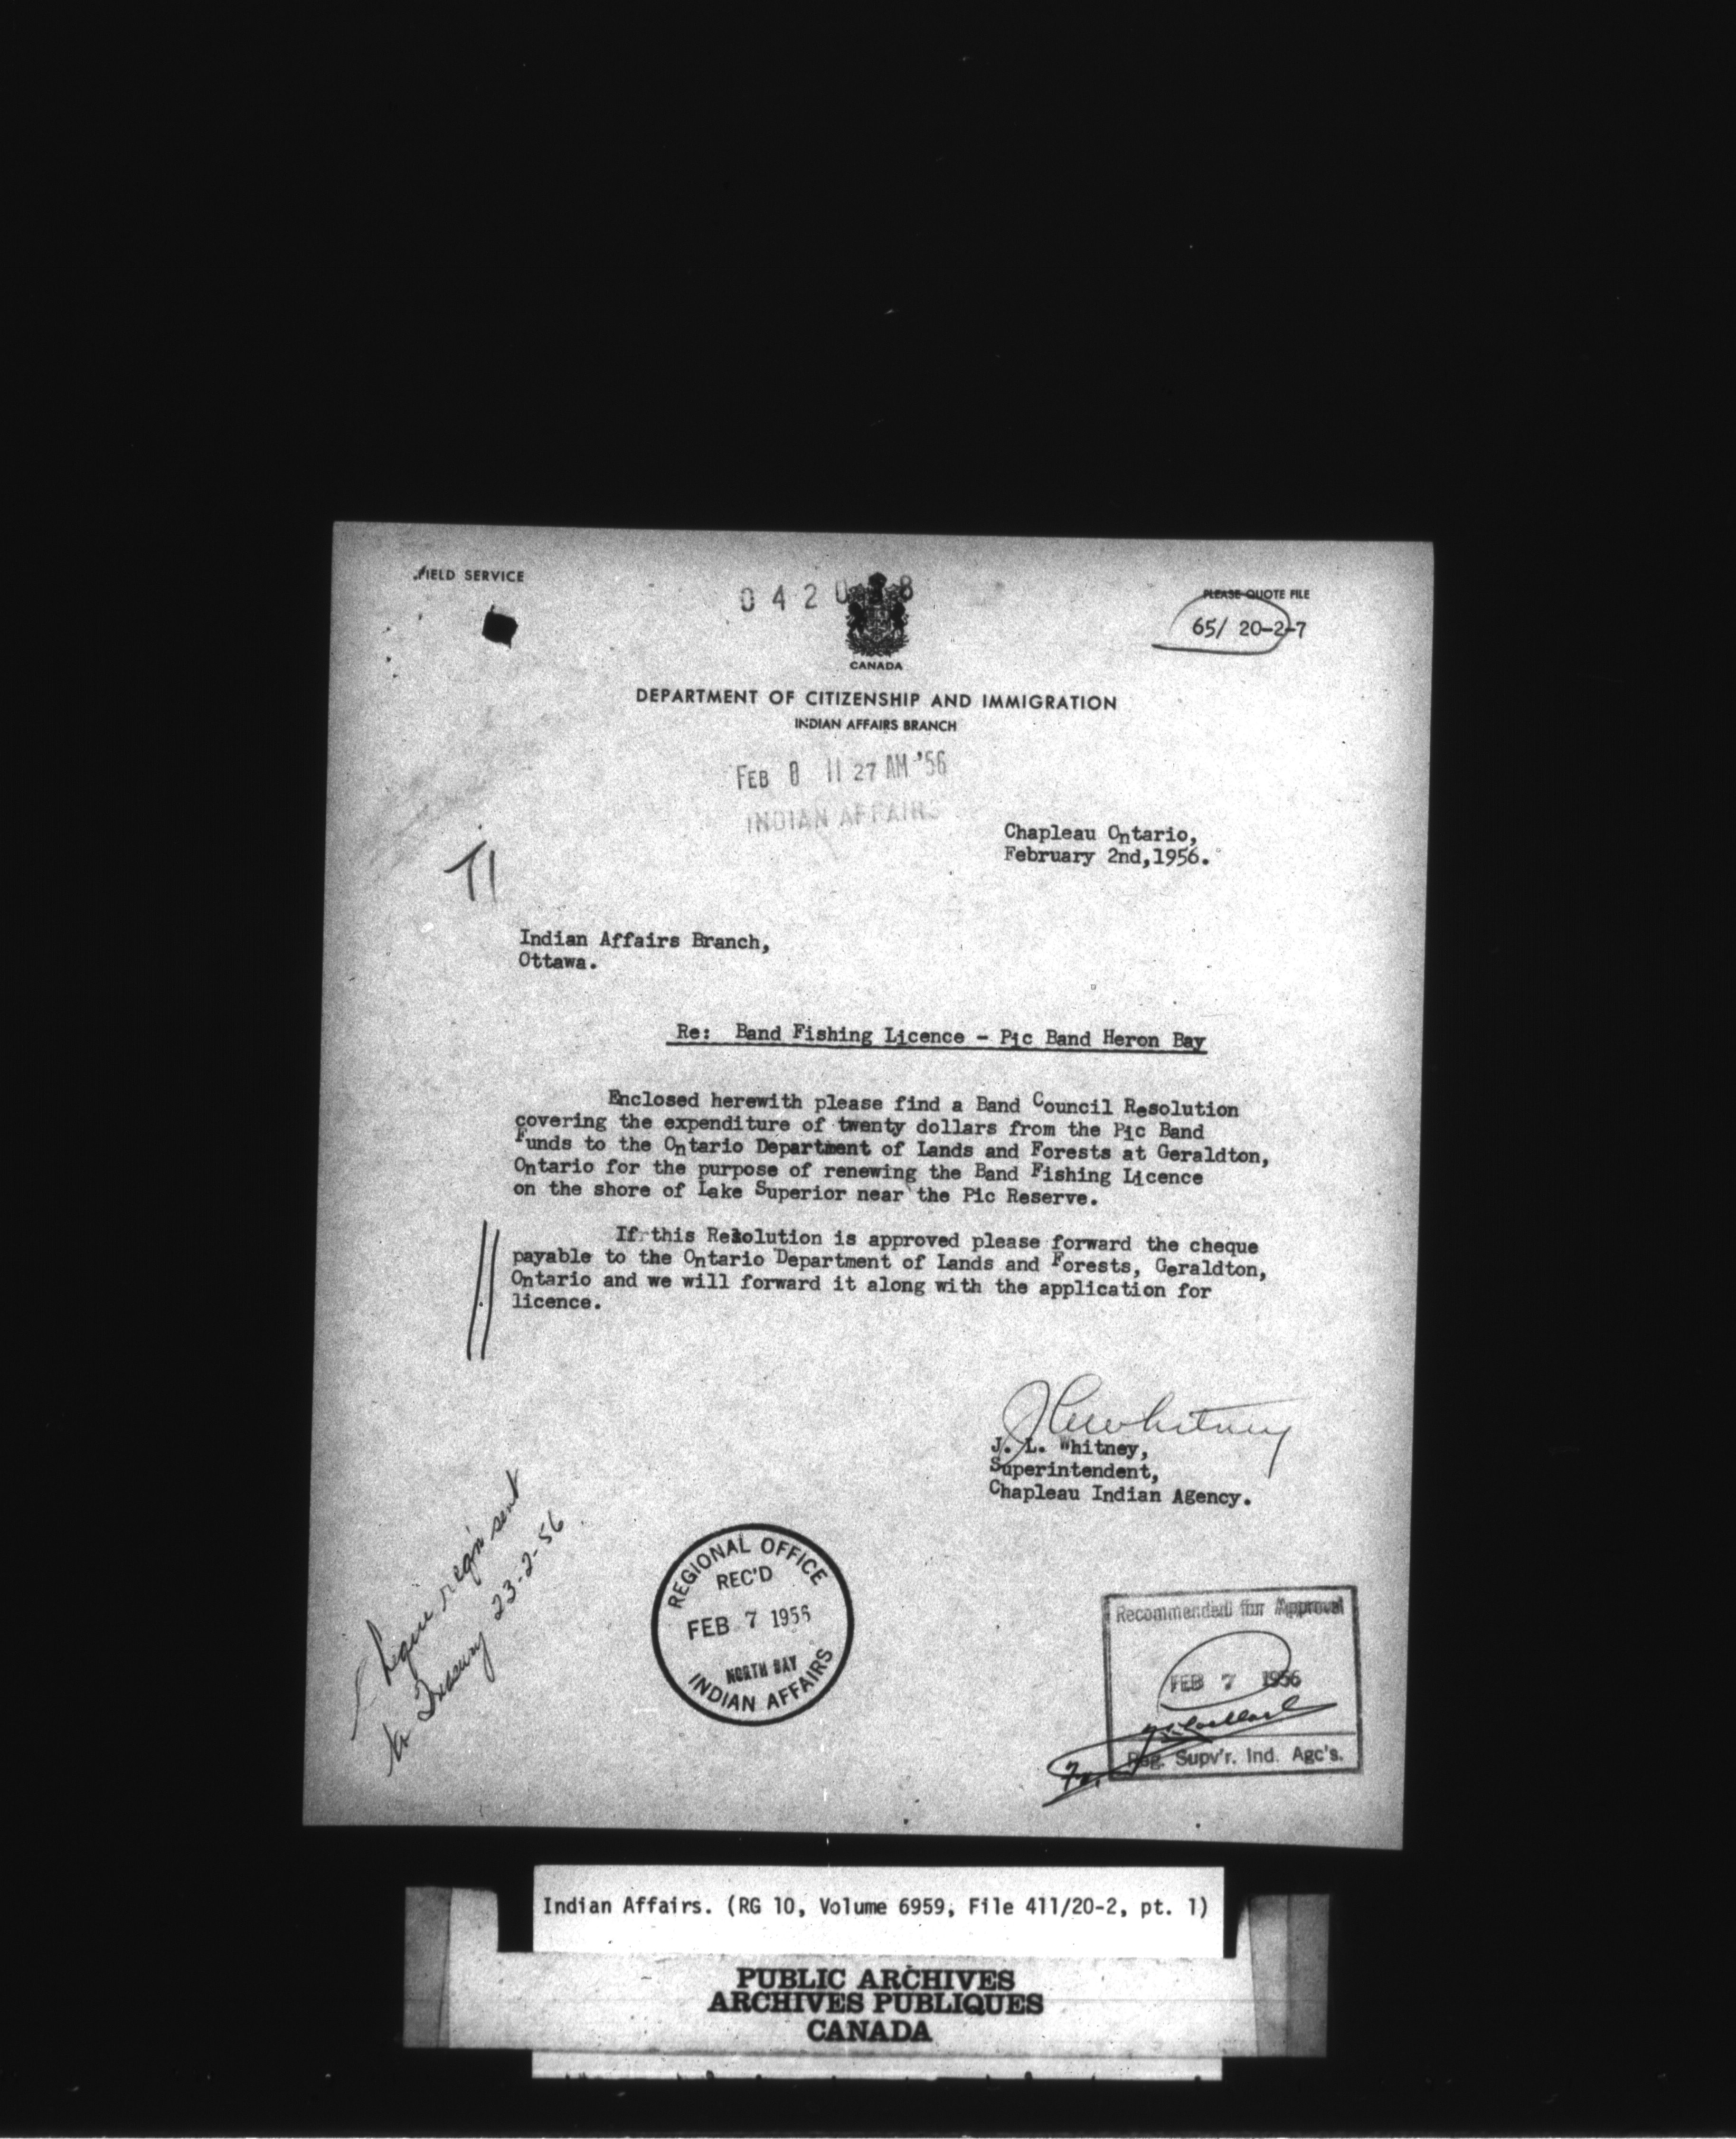 FIELD SERVICE
PLEASE QUOTE FILE
65/ 20-2-7
CANADA
DEPARTMENT OF CITIZENSHIP AND IMMIGRATION
INDIAN AFFAIRS BRANCH
FEB 8 11 27 AM '56
INDIAN AFFAIRS
Chapleau Ontario,
February 2nd,1956.
Indian Affairs Branch,
Ottawa.
Re: Band Fishing Licence - Pic Band Heron Bay
Enclosed herewith please find a Band Council Resolution
covering the expenditure of twenty dollars from the Pic Band
Funds to the Ontario Department of Lands and Forests at Geraldton,
Ontario for the purpose of renewing the Band Fishing Licence
on the shore of Lake Superior near the Pic Reserve.
If this Resolution is approved please forward the cheque
payable to the Ontario Department of Lands and Forests, Geraldton,
Ontario and we will forward it along with the application for
licence.
J. L. Whitney,
Superintendent,
Chapleau Indian Agency.
Cheque reqn sent
to Treasury 23-2-56
REGIONAL OFFICE
REC'D
FEB 7 1956
NORTH BAY
INDIAN AFFAIRS
Recommended for Approval
FEB 7 1956
For Reg. Supv'r. Ind. Agc's.
Indian Affairs. (RG 10, Volume 6959, File 411/20-2, pt. 1)
PUBLIC ARCHIVES
ARCHIVES PUBLIQUES
CANADA